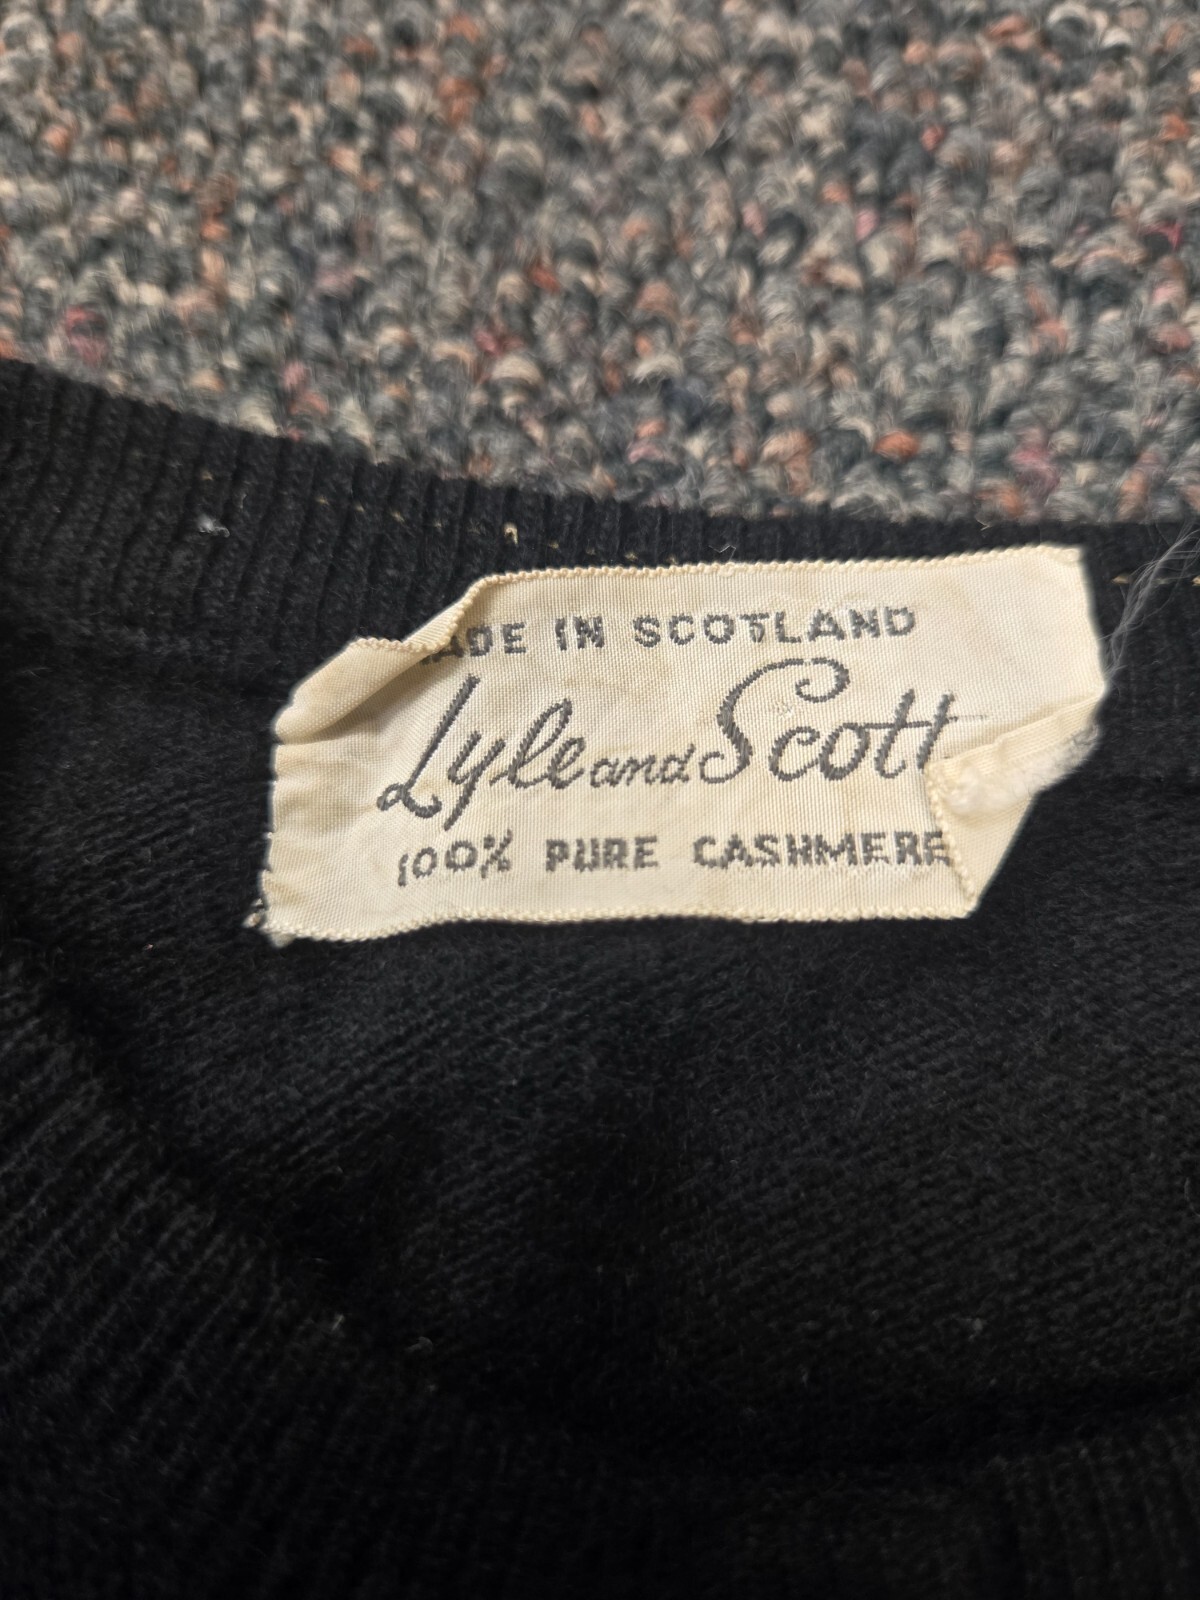 MADE IN SCOTLAND
Lyle and Scott
100% PURE CASHMERE